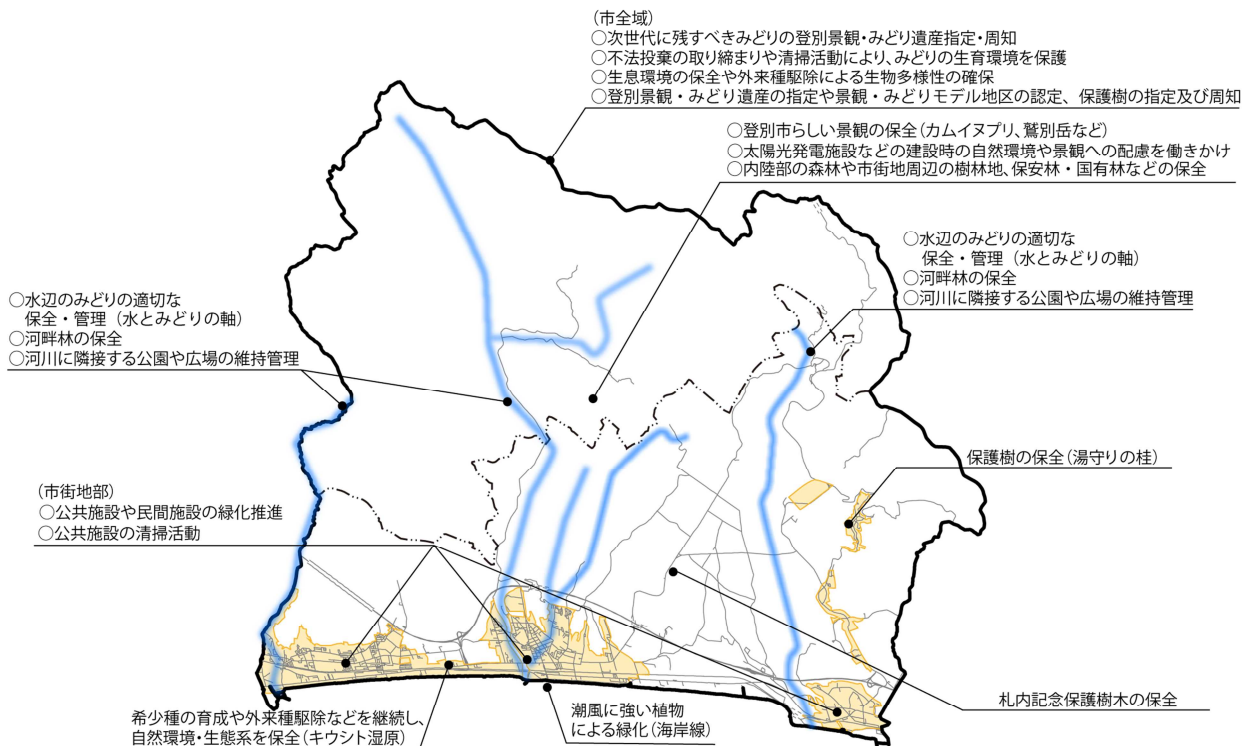 (市全域)
○次世代に残すべきみどりの登別景観・みどり遺産指定・周知
○不法投棄の取り締まりや清掃活動により、みどりの生育環境を保護
○生息環境の保全や外来種駆除による生物多様性の確保
○登別景観・みどり遺産の指定や景観・みどりモデル地区の認定、保護樹の指定及び周知
○登別市らしい景観の保全(カムイヌプリ、鷲別岳など)
○太陽光発電施設などの建設時の自然環境や景観への配慮を働きかけ
○内陸部の森林や市街地周辺の樹林地、保安林・国有林などの保全
○水辺のみどりの適切な
保全・管理（水とみどりの軸）
○河畔林の保全
○河川に隣接する公園や広場の維持管理
○水辺のみどりの適切な
保全・管理（水とみどりの軸）
○河畔林の保全
○河川に隣接する公園や広場の維持管理
保護樹の保全(湯守りの桂)
(市街地部)
○公共施設や民間施設の緑化推進
○公共施設の清掃活動
札内記念保護樹木の保全
希少種の育成や外来種駆除などを継続し、
自然環境・生態系を保全(キウシト湿原)
潮風に強い植物
による緑化(海岸線)